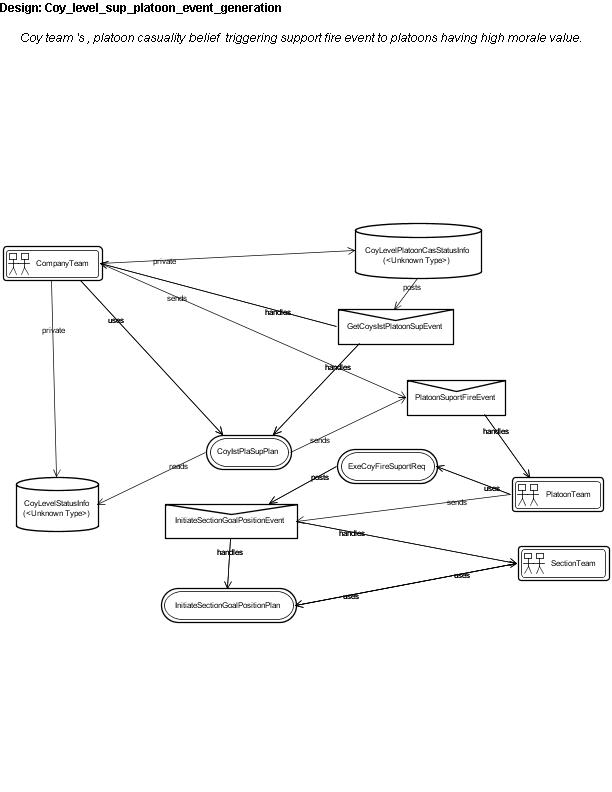 Design: Coy_level_sup_platoon_event_generation
Coy team 's , platoon casuality belief triggering support fire event to platoons having high morale value.
CoyLevelPlatoonCasStatusInfo
(<Unknown Type>)
CompanyTeam
private
posts
sends
handles
uses
GetCoysIstPlatoonSupEvent
private
handles
PlatoonSuportFireEvent
handles
sends
CoyIstPlaSupPlan
reads
ExeCoyFireSuportReq
posts
uses
PlatoonTeam
sends
CoyLevelStatusInfo
(<Unknown Type>)
InitiateSectionGoalPositionEvent
handles
handles
SectionTeam
uses
uses
InitiateSectionGoalPositionPlan